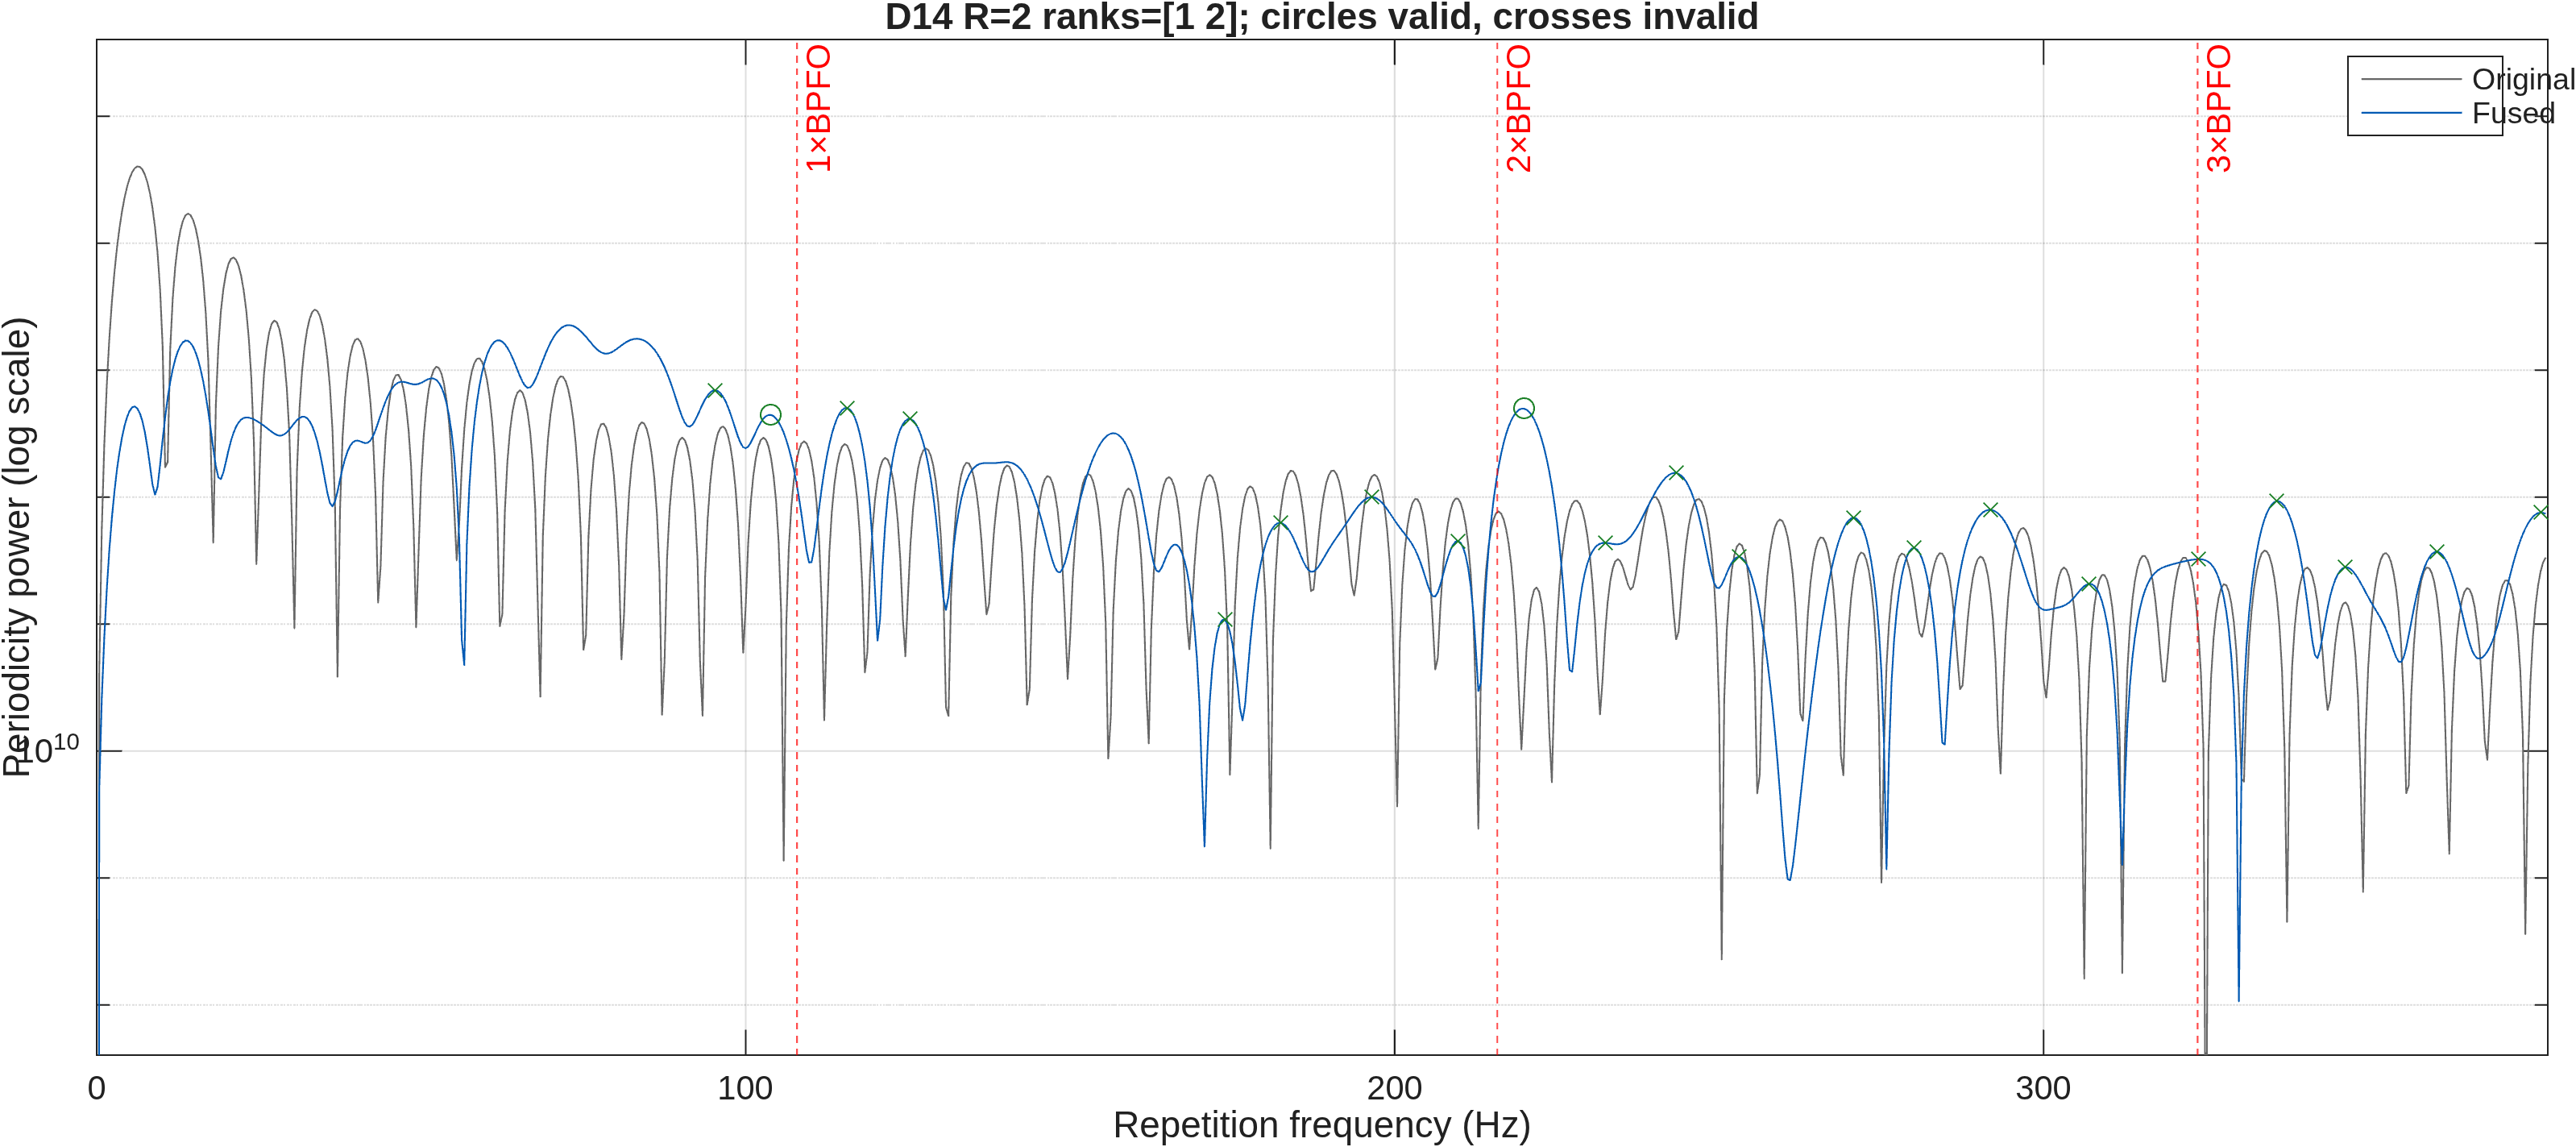 D14 R=2 ranks=[1 2]; circles valid, crosses invalid
Original
Fused
1×BPFO
2×BPFO
3×BPFO
Periodicity power (log scale)
10^10
0
100
200
300
Repetition frequency (Hz)